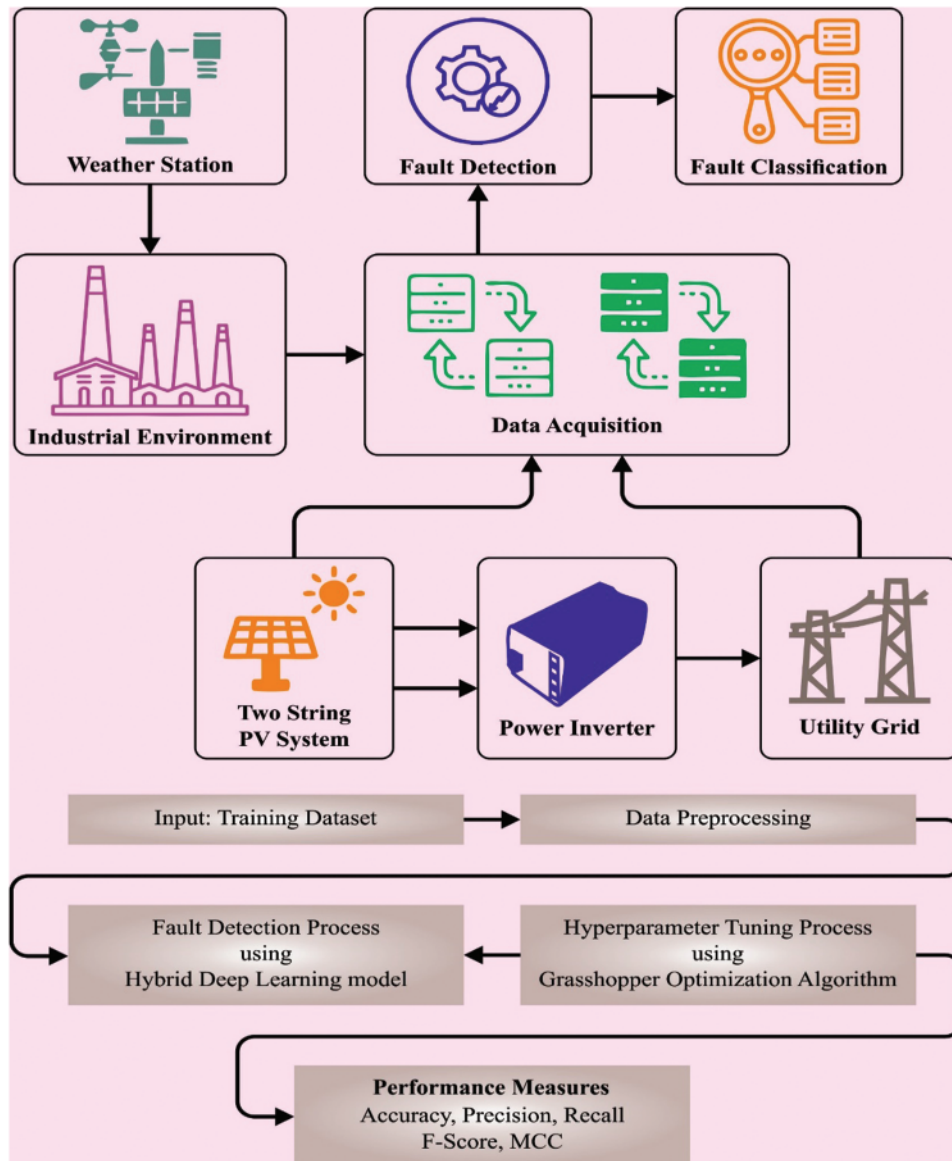 Weather Station
Fault Detection
Fault Classification
Industrial Environment
Data Acquisition
Two String
PV System
Power Inverter
Utility Grid
Input: Training Dataset
Data Preprocessing
Fault Detection Process
using
Hybrid Deep Learning model
Hyperparameter Tuning Process
using
Grasshopper Optimization Algorithm
Performance Measures
Accuracy, Precision, Recall
F-Score, MCC